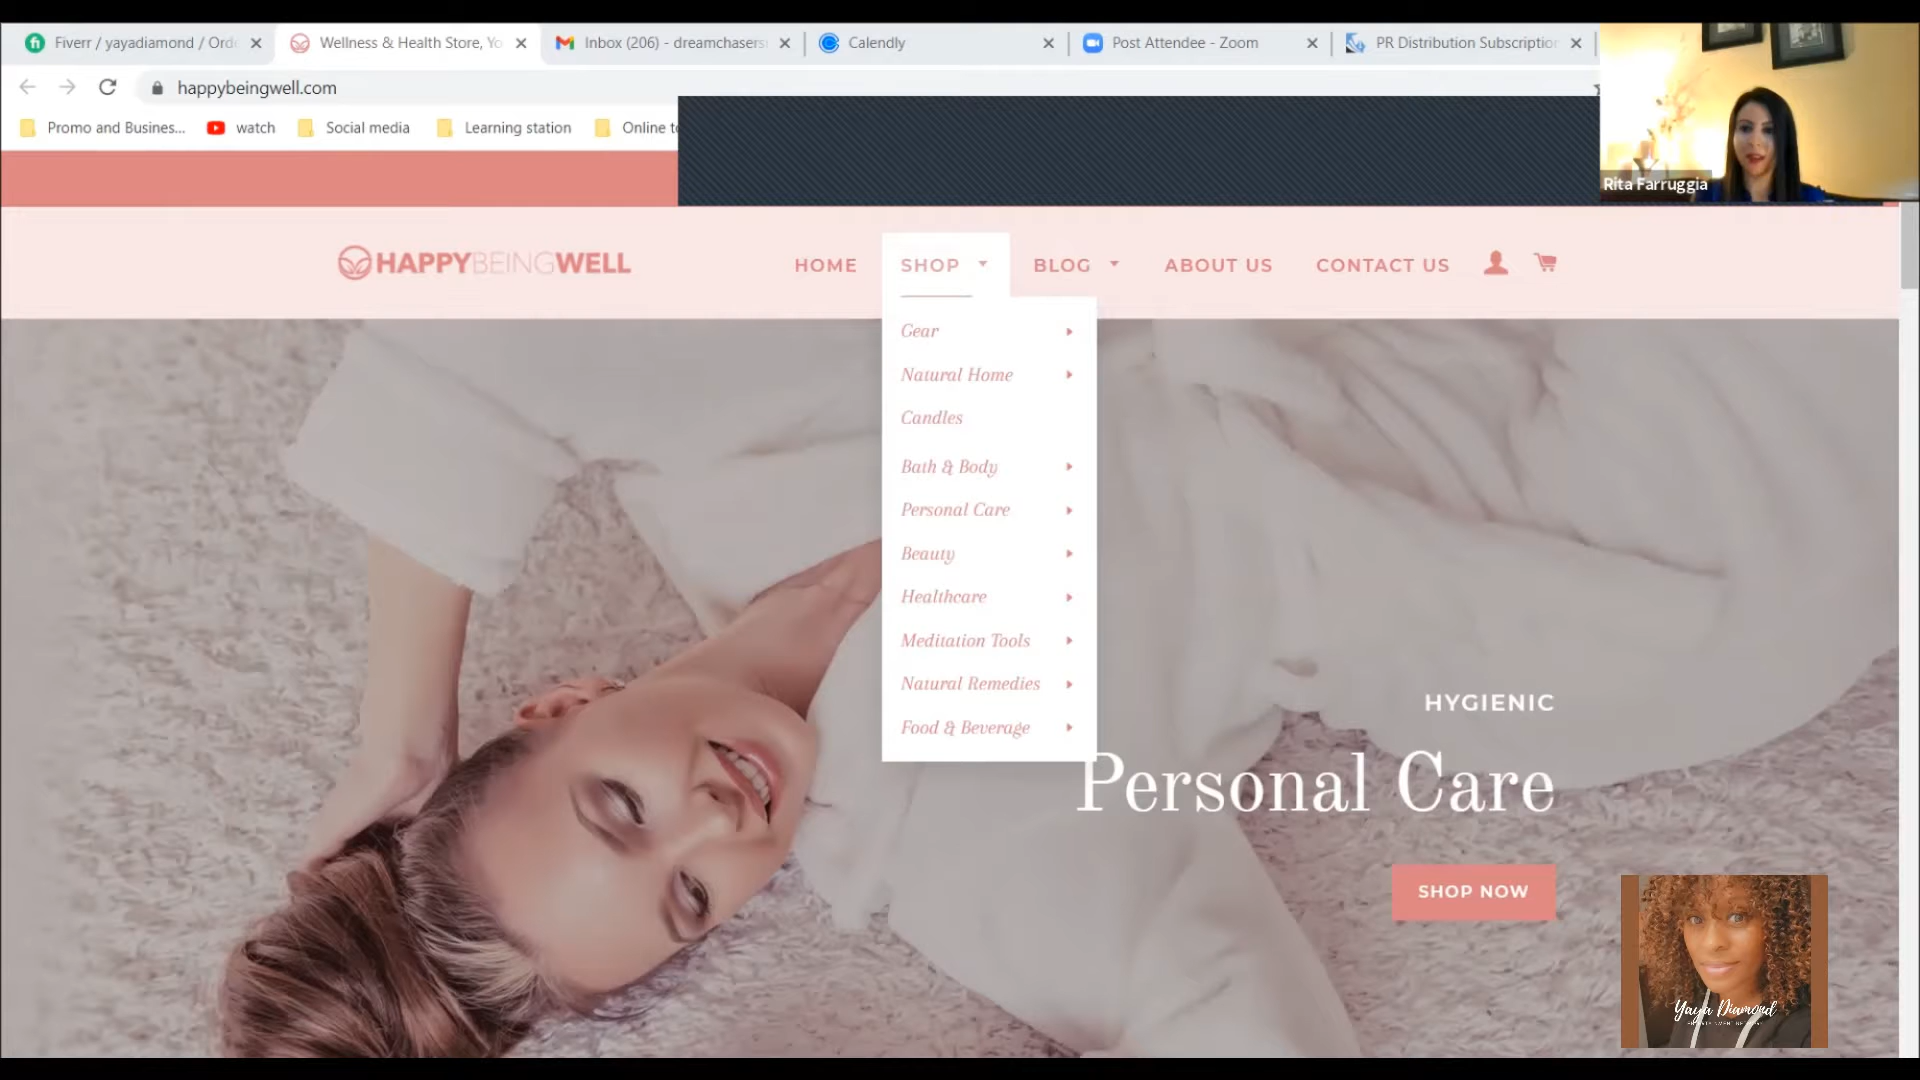 Fiverr / yayadiamond / Ord
Wellness & Health Store, Yo
Inbox (206) - dreamchasers
Calendly
Post Attendee - Zoom
PR Distribution Subscription
happybeingwell.com
Promo and Busines...
watch
Social media
Learning station
Online to
Rita Farruggia
HAPPYBEINGWELL
HOME
SHOP
BLOG
ABOUT US
CONTACT US
Gear
Natural Home
Candles
Bath & Body
Personal Care
Beauty
Healthcare
Meditation Tools
Natural Remedies
Food & Beverage
HYGIENIC
Personal Care
SHOP NOW
Yaya Diamond